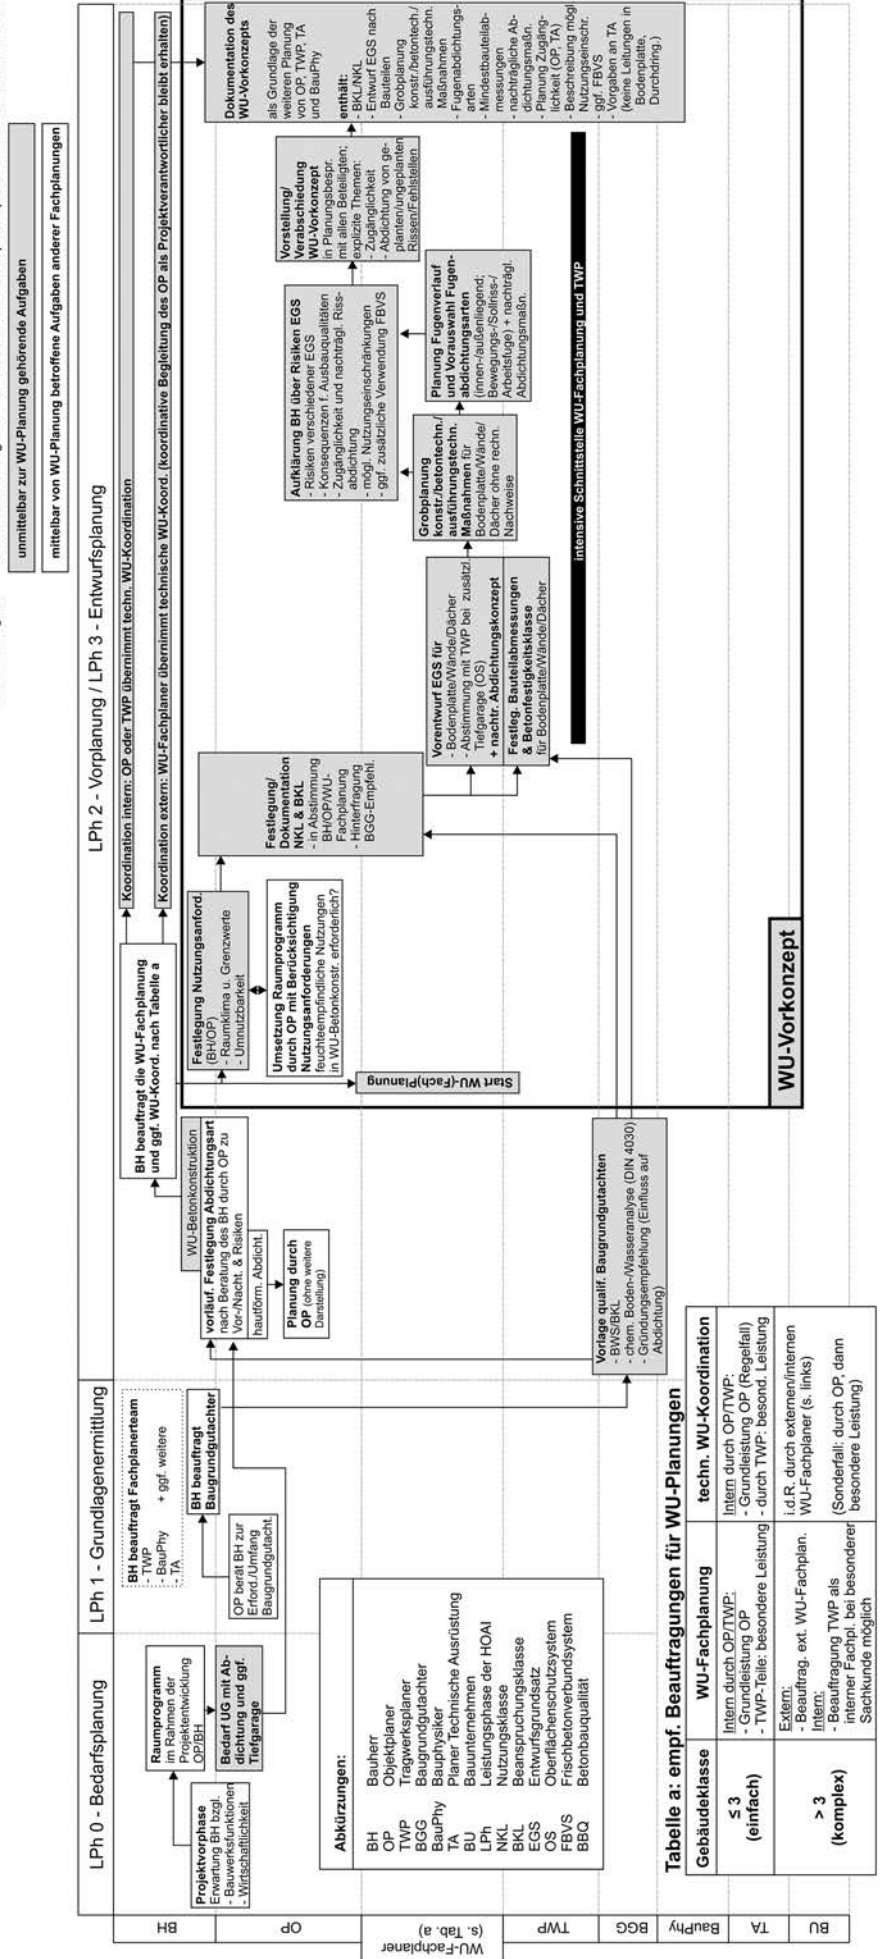 unmittelbar zur WU-Planung gehörende Aufgaben
mittelbar von WU-Planung betroffene Aufgaben anderer Fachplanungen
LPh 0 - Bedarfsplanung
LPh 1 - Grundlagenermittlung
LPh 2 - Vorplanung / LPh 3 - Entwurfsplanung
BH
OP
WU-Fachplaner
(s. Tab. a)
TWP
BGG
BauPhy
TA
BU
Projektvorphase
Erwartung BH bzgl.
- Bauwerksfunktionen
- Wirtschaftlichkeit
Raumprogramm
im Rahmen der
Projektentwicklung
OP/BH
Bedarf UG mit Ab-
dichtung und ggf.
Tiefgarage
BH beauftragt Fachplanerteam
- TWP
- BauPhy + ggf. weitere
- TA
BH beauftragt
Baugrundgutachter
OP berät BH zur
Erford./Umfang
Baugrundgutacht.
WU-Betonkonstruktion
vorläuf. Festlegung Abdichtungsart
nach Beratung des BH durch OP zu
Vor-/Nacht. & Risiken
hautförm. Abdicht.
Planung durch
OP (ohne weitere
Darstellung)
Vorlage qualif. Baugrundgutachten
- BWS/BKL
- chem. Boden-/Wasseranalyse (DIN 4030)
- Gründungsempfehlung (Einfluss auf
Abdichtung)
BH beauftragt die WU-Fachplanung
und ggf. WU-Koord. nach Tabelle a
Koordination intern: OP oder TWP übernimmt techn. WU-Koordination
Koordination extern: WU-Fachplaner übernimmt technische WU-Koord. (koordinative Begleitung des OP als Projektverantwortlicher bleibt erhalten)
Festlegung Nutzungsanford.
(BH/OP)
- Raumklima u. Grenzwerte
- Umnutzbarkeit
Umsetzung Raumprogramm
durch OP mit Berücksichtigung
Nutzungsanforderungen
feuchteempfindliche Nutzungen
in WU-Betonkonstr. erforderlich?
Start WU-(Fach)Planung
Festlegung/
Dokumentation
NKL & BKL
- in Abstimmung
BH/OP/WU-
Fachplanung
- Hinterfragung
BGG-Empfehl.
Vorentwurf EGS für
- Bodenplatte/Wände/Dächer
- Abstimmung mit TWP bei zusätzl.
Tiefgarage (OS)
+ nachtr. Abdichtungskonzept
Festleg. Bauteilabmessungen
& Betonfestigkeitsklasse
für Bodenplatte/Wände/Dächer
Grobplanung
konstr./betontechn./
ausführungstechn.
Maßnahmen für
Bodenplatte/Wände/
Dächer ohne rechn.
Nachweise
Aufklärung BH über Risiken EGS
- Risiken verschiedener EGS
- Konsequenzen f. Ausbauqualitäten
- Zugänglichkeit und nachträgl. Riss-
abdichtung
- mögl. Nutzungseinschränkungen
- ggf. zusätzliche Verwendung FBVS
Planung Fugenverlauf
und Vorauswahl Fugen-
abdichtungsarten
(innen-/außenliegend;
Bewegungs-/Sollriss-/
Arbeitsfuge) + nachträgl.
Abdichtungsmaßn.
Vorstellung/
Verabschiedung
WU-Vorkonzept
in Planungsbespr.
mit allen Beteiligten;
explizite Themen:
- Zugänglichkeit
- Abdichtung von ge-
planten/ungeplanten
Rissen/Fehlstellen
Dokumentation des
WU-Vorkonzepts
als Grundlage der
weiteren Planung
von OP, TWP, TA
und BauPhy
enthält:
- BKL/NKL
- Entwurf EGS nach
Bauteilen
- Grobplanung
konstr./betontech./
ausführungstechn.
Maßnahmen
- Fugenabdichtungs-
arten
- Mindestbauteilab-
messungen
- nachträgliche Ab-
dichtungsmaßn.
- Planung Zugäng-
lichkeit (OP, TA)
- Beschreibung mögl
Nutzungseinschr.
- ggf. FBVS
- Vorgaben an TA
(keine Leitungen in
Bodenplatte,
Durchdring.)
intensive Schnittstelle WU-Fachplanung und TWP
WU-Vorkonzept
Abkürzungen:
BH Bauherr
OP Objektplaner
TWP Tragwerksplaner
BGG Baugrundgutachter
BauPhy Bauphysiker
TA Planer Technische Ausrüstung
BU Bauunternehmen
LPh Leistungsphase der HOAI
NKL Nutzungsklasse
BKL Beanspruchungsklasse
EGS Entwurfsgrundsatz
OS Oberflächenschutzsystem
FBVS Frischbetonverbundsystem
BBQ Betonbauqualität
Tabelle a: empf. Beauftragungen für WU-Planungen
Gebäudeklasse WU-Fachplanung techn. WU-Koordination
≤ 3
(einfach)
Intern durch OP/TWP:
- Grundleistung OP
- TWP-Teile: besondere Leistung
Intern durch OP/TWP:
- Grundleistung OP (Regelfall)
- durch TWP: besond. Leistung
> 3
(komplex)
Extern:
- Beauftrag. ext. WU-Fachplan.
Intern:
- Beauftragung TWP als
interner Fachpl. bei besonderer
Sachkunde möglich
i.d.R. durch externen/internen
WU-Fachplaner (s. links)
(Sonderfall: durch OP, dann
besondere Leistung)